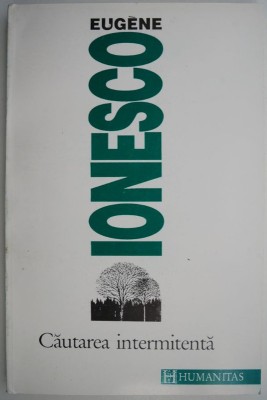 EUGÈNE
IONESCO
Căutarea intermitentă
HUMANITAS